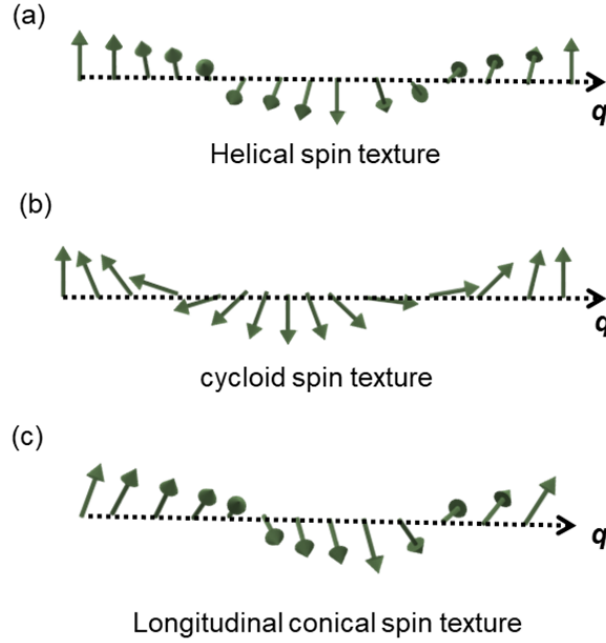 (a)
q
Helical spin texture
(b)
q
cycloid spin texture
(c)
q
Longitudinal conical spin texture